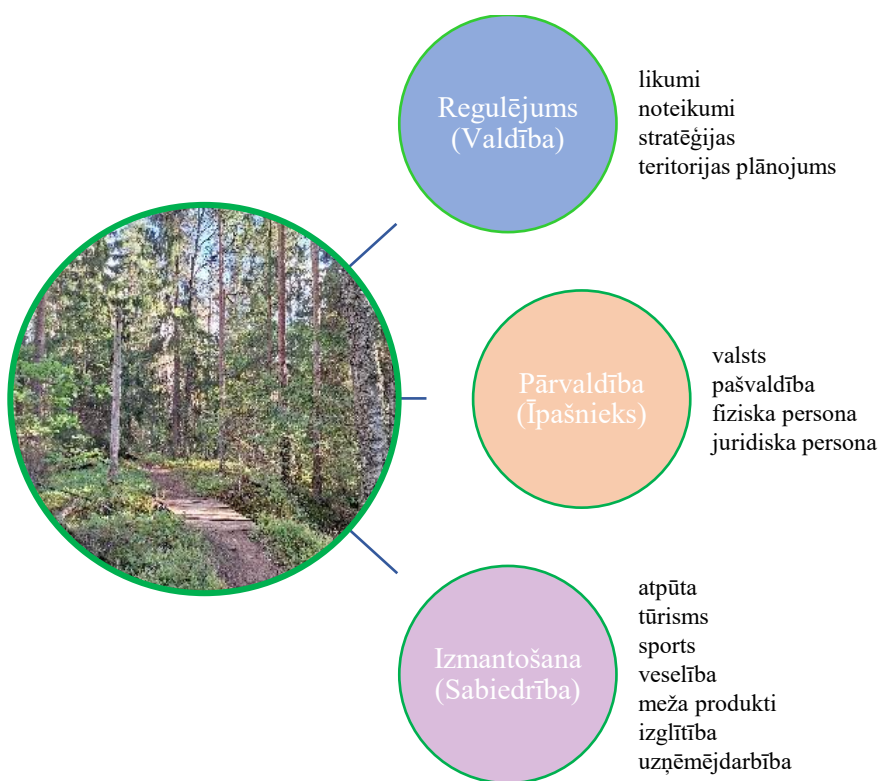 Regulējums
(Valdība)
likumi
noteikumi
stratēģijas
teritorijas plānojums
Pārvaldība
(Īpašnieks)
valsts
pašvaldība
fiziska persona
juridiska persona
Izmantošana
(Sabiedrība)
atpūta
tūrisms
sports
veselība
meža produkti
izglītība
uzņēmējdarbība